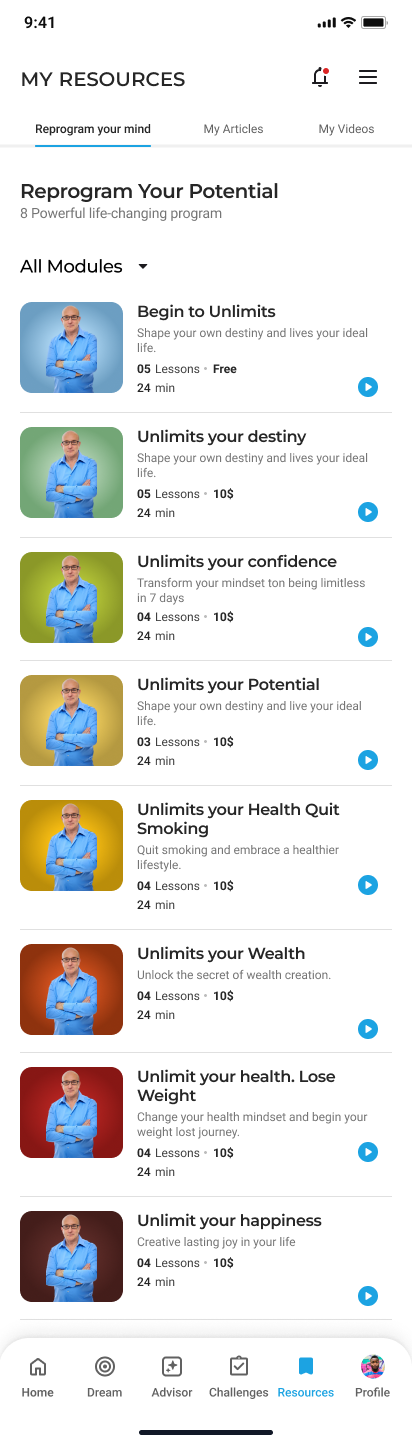 9:41
MY RESOURCES
Reprogram your mind
My Articles
My Videos
Reprogram Your Potential
8 Powerful life-changing program
All Modules
Begin to Unlimits
Shape your own destiny and lives your ideal
life.
05 Lessons • Free
24 min
Unlimits your destiny
Shape your own destiny and lives your ideal
life.
05 Lessons • 10$
24 min
Unlimits your confidence
Transform your mindset ton being limitless
in 7 days
04 Lessons • 10$
24 min
Unlimits your Potential
Shape your own destiny and live your ideal
life.
03 Lessons • 10$
24 min
Unlimits your Health Quit
Smoking
Quit smoking and embrace a healthier
lifestyle.
04 Lessons • 10$
24 min
Unlimits your Wealth
Unlock the secret of wealth creation.
04 Lessons • 10$
24 min
Unlimit your health. Lose
Weight
Change your health mindset and begin your
weight lost journey.
04 Lessons • 10$
24 min
Unlimit your happiness
Creative lasting joy in your life
04 Lessons • 10$
24 min
Home
Dream
Advisor
Challenges
Resources
Profile